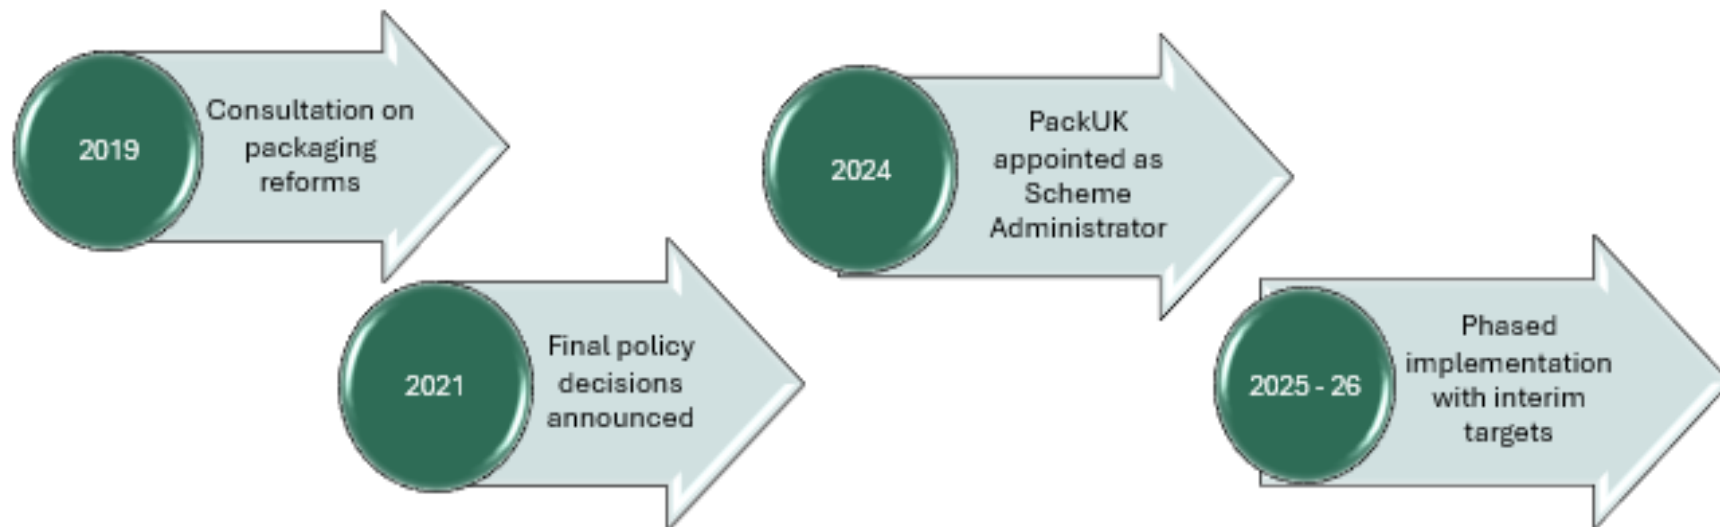 2019
Consultation on
packaging
reforms
2021
Final policy
decisions
announced
2024
PackUK
appointed as
Scheme
Administrator
2025 - 26
Phased
implementation
with interim
targets